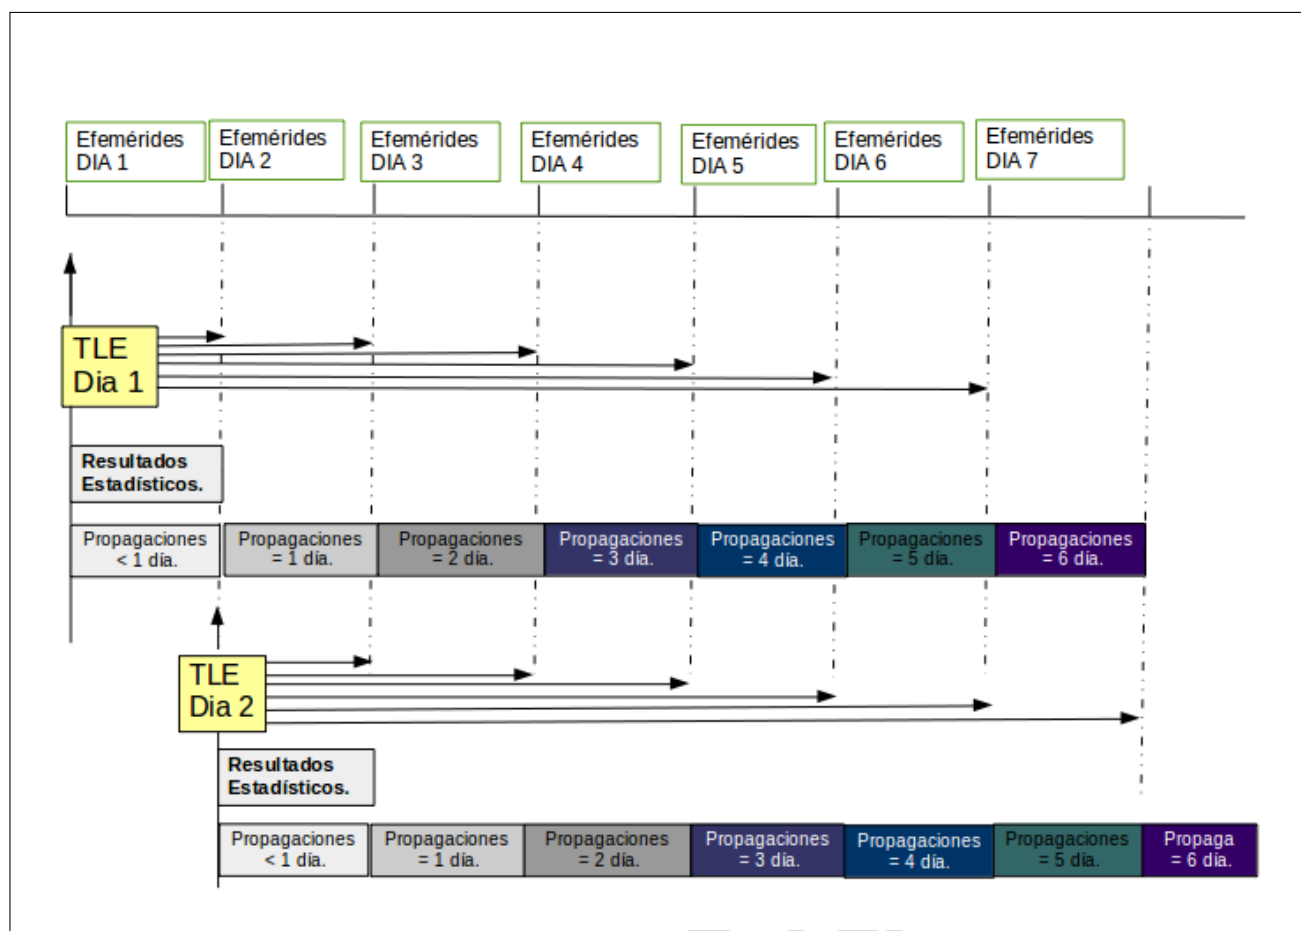 Efemérides
DIA 1
Efemérides
DIA 2
Efemérides
DIA 3
Efemérides
DIA 4
Efemérides
DIA 5
Efemérides
DIA 6
Efemérides
DIA 7
TLE
Dia 1
Resultados
Estadísticos.
Propagaciones
< 1 día.
Propagaciones
= 1 día.
Propagaciones
= 2 día.
Propagaciones
= 3 día.
Propagaciones
= 4 día.
Propagaciones
= 5 día.
Propagaciones
= 6 día.
TLE
Dia 2
Resultados
Estadísticos.
Propagaciones
< 1 día.
Propagaciones
= 1 día.
Propagaciones
= 2 día.
Propagaciones
= 3 día.
Propagaciones
= 4 día.
Propagaciones
= 5 día.
Propaga
= 6 día.